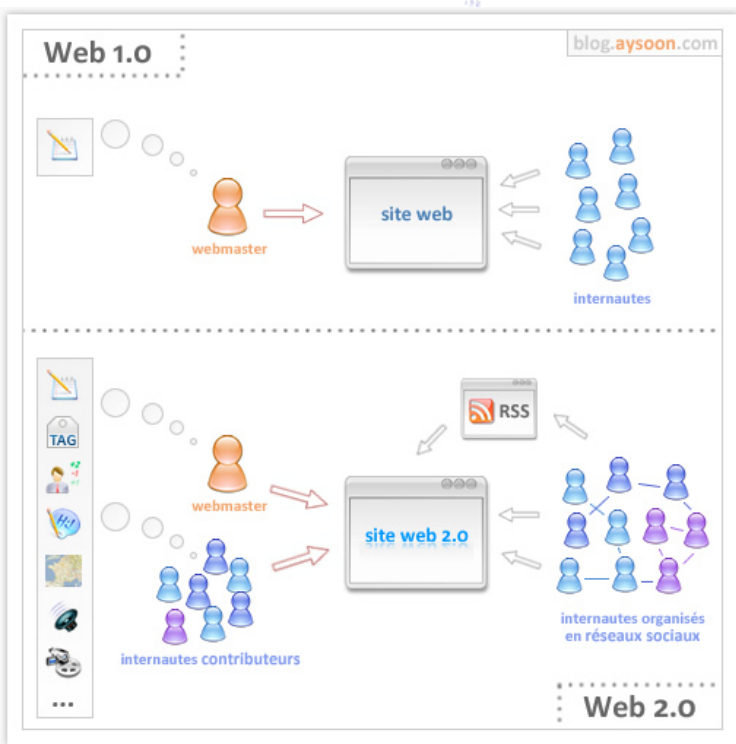 Web 1.0
blog.aysoon.com
webmaster
site web
internautes
RSS
TAG
Hi!
webmaster
site web 2.0
internautes contributeurs
internautes organisés
en réseaux sociaux
...
Web 2.0